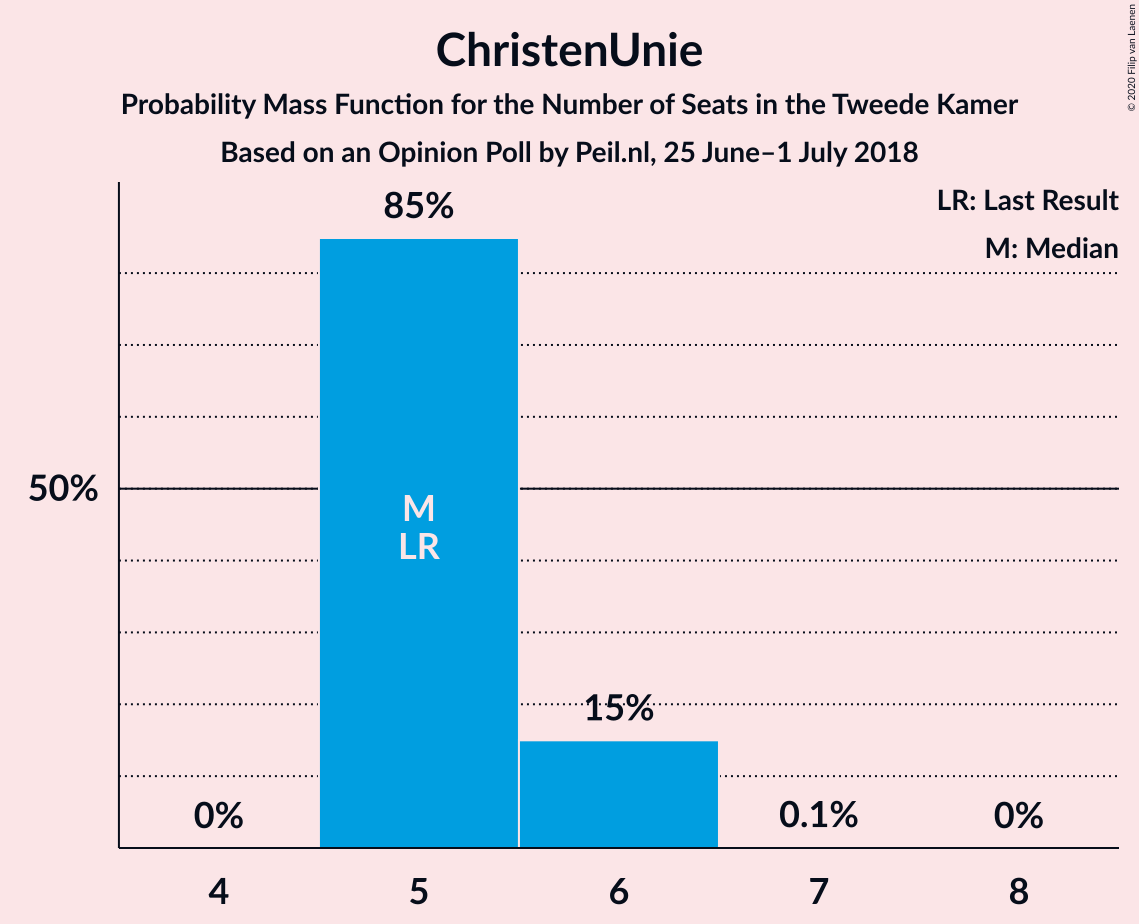 ChristenUnie
Probability Mass Function for the Number of Seats in the Tweede Kamer
Based on an Opinion Poll by Peil.nl, 25 June–1 July 2018
© 2020 Filip van Laenen
LR: Last Result
M: Median
85%
50%
M
LR
15%
0%
0.1%
0%
4
5
6
7
8